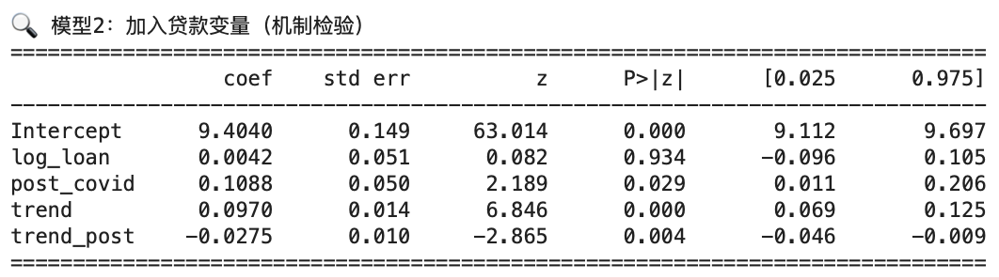 🔍 模型2：加入贷款变量（机制检验）
==============================================================================
coef std err z P>|z| [0.025 0.975]
------------------------------------------------------------------------------
Intercept 9.4040 0.149 63.014 0.000 9.112 9.697
log_loan 0.0042 0.051 0.082 0.934 -0.096 0.105
post_covid 0.1088 0.050 2.189 0.029 0.011 0.206
trend 0.0970 0.014 6.846 0.000 0.069 0.125
trend_post -0.0275 0.010 -2.865 0.004 -0.046 -0.009
==============================================================================